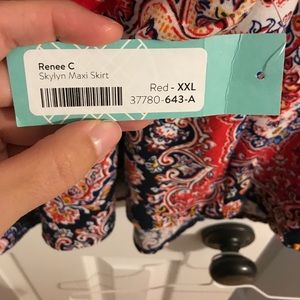 Renee C
Skylyn Maxi Skirt
Red - XXL
37780-643-A